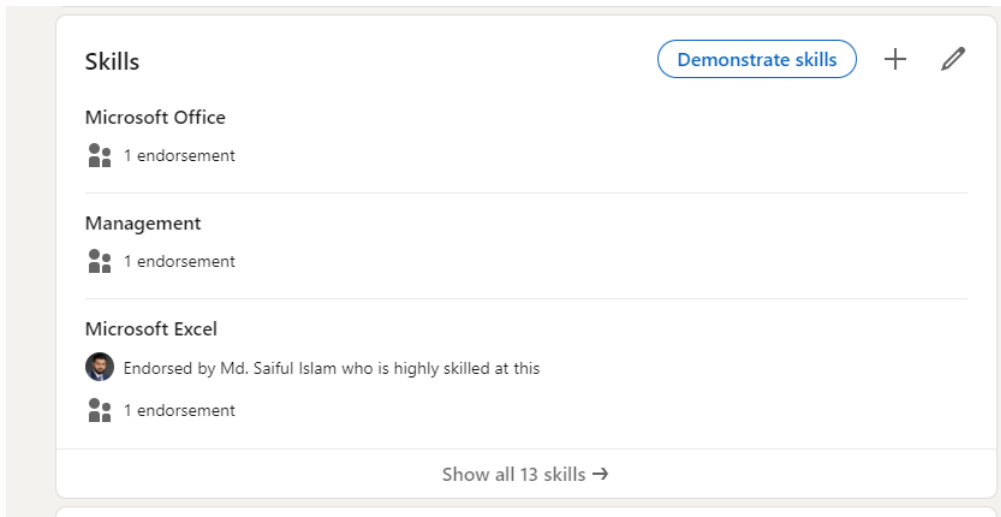 Skills
Demonstrate skills
Microsoft Office
1 endorsement
Management
1 endorsement
Microsoft Excel
Endorsed by Md. Saiful Islam who is highly skilled at this
1 endorsement
Show all 13 skills →